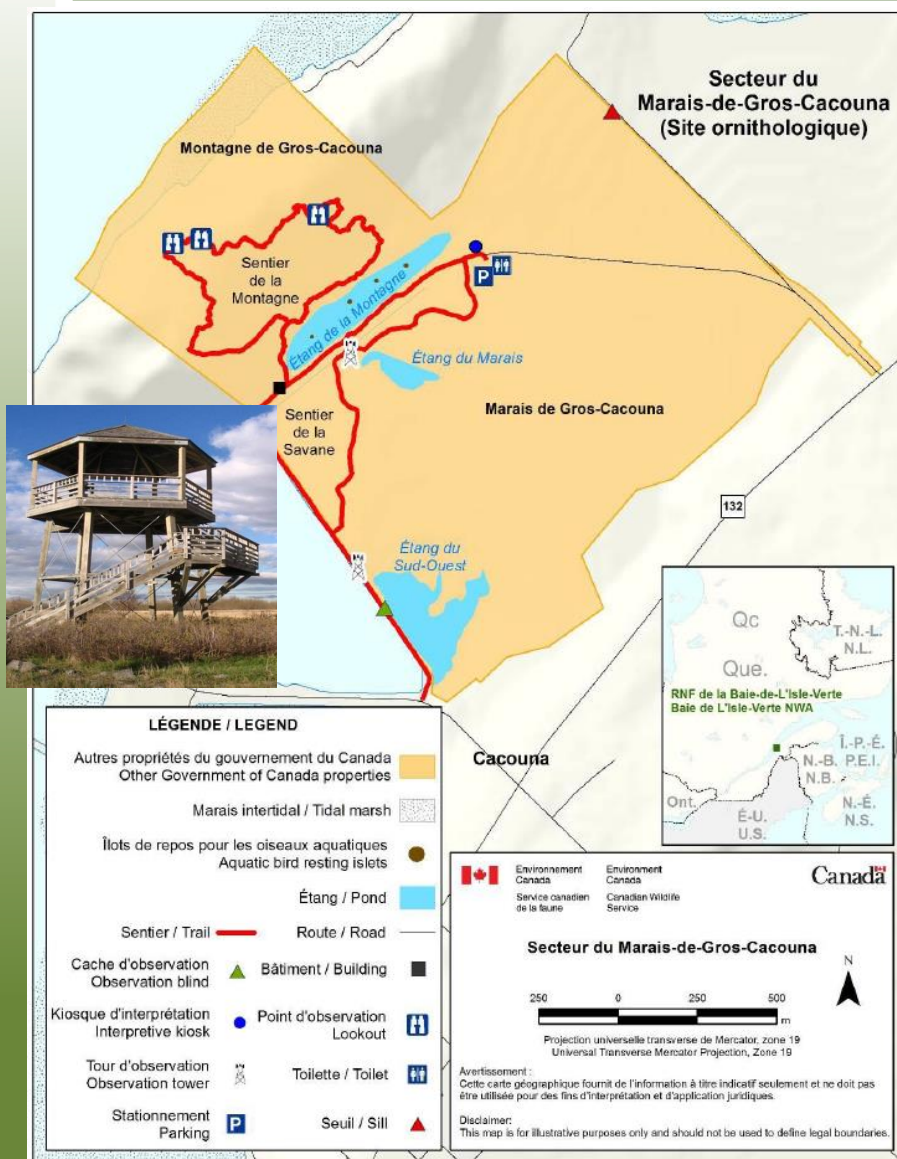 Secteur du
Marais-de-Gros-Cacouna
(Site ornithologique)
Montagne de Gros-Cacouna
Sentier
de la
Montagne
Étang de la Montagne
P
Étang du Marais
Marais de Gros-Cacouna
Sentier
de la
Savane
132
Étang du
Sud-Ouest
Cacouna
Qc
Que.
T.-N.-L.
N.L.
RNF de la Baie-de-L'Isle-Verte
Baie de L'Isle-Verte NWA
Î.-P.-É.
P.E.I.
N.-B.
N.B.
Ont.
N.-É.
N.S.
É-U.
U.S.
LÉGENDE / LEGEND
Autres propriétés du gouvernement du Canada
Other Government of Canada properties
Marais intertidal / Tidal marsh
Îlots de repos pour les oiseaux aquatiques
Aquatic bird resting islets
Étang / Pond
Sentier / Trail
Route / Road
Cache d'observation
Observation blind
Bâtiment / Building
Kiosque d'interprétation
Interpretive kiosk
Point d'observation
Lookout
Tour d'observation
Observation tower
Toilette / Toilet
Stationnement
Parking
P
Seuil / Sill
Environnement
Canada
Environment
Canada
Service canadien
de la faune
Canadian Wildlife
Service
Canada
Secteur du Marais-de-Gros-Cacouna
N
250 0 250 500
m
Projection universelle transverse de Mercator, zone 19
Universal Transverse Mercator Projection, Zone 19
Avertissement :
Cette carte géographique fournit de l'information à titre indicatif seulement et ne doit pas
être utilisée pour des fins d'interprétation et d'application juridiques.
Disclaimer:
This map is for illustrative purposes only and should not be used to define legal boundaries.